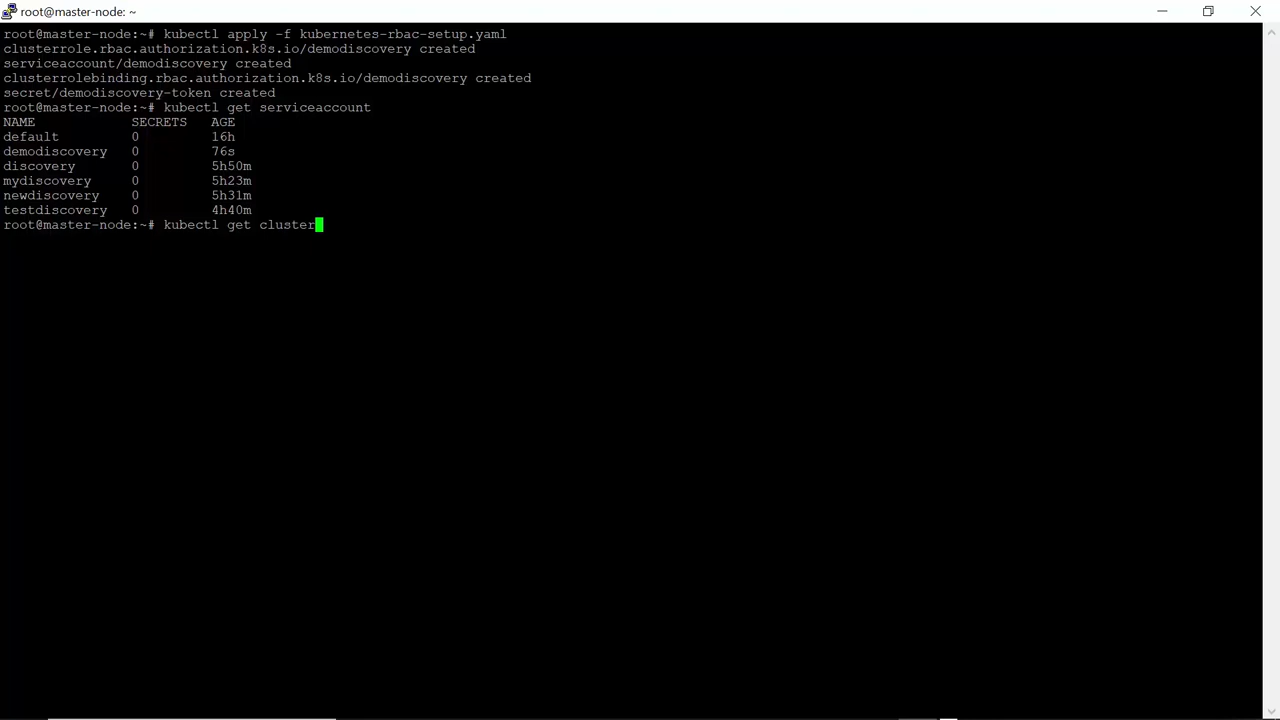 root@master-node: ~
root@master-node:~# kubectl apply -f kubernetes-rbac-setup.yaml
clusterrole.rbac.authorization.k8s.io/demodiscovery created
serviceaccount/demodiscovery created
clusterrolebinding.rbac.authorization.k8s.io/demodiscovery created
secret/demodiscovery-token created
root@master-node:~# kubectl get serviceaccount
NAME SECRETS AGE
default 0 16h
demodiscovery 0 76s
discovery 0 5h50m
mydiscovery 0 5h23m
newdiscovery 0 5h31m
testdiscovery 0 4h40m
root@master-node:~# kubectl get cluster